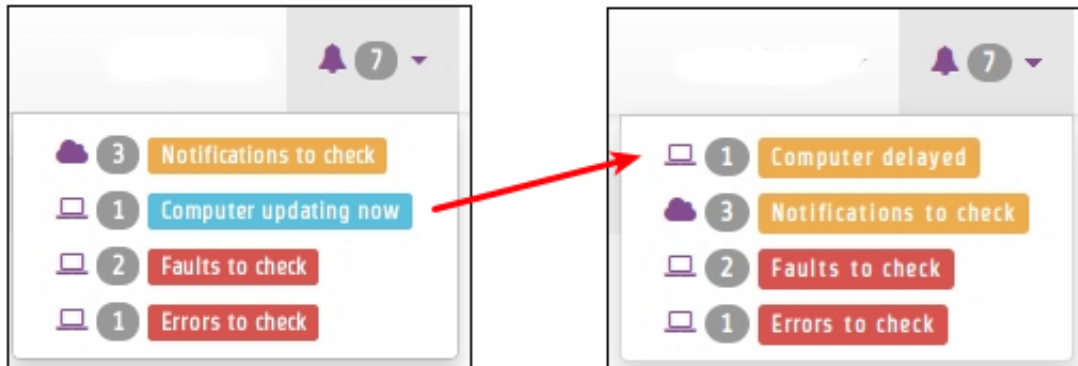 7
3 Notifications to check
1 Computer updating now
2 Faults to check
1 Errors to check
7
1 Computer delayed
3 Notifications to check
2 Faults to check
1 Errors to check